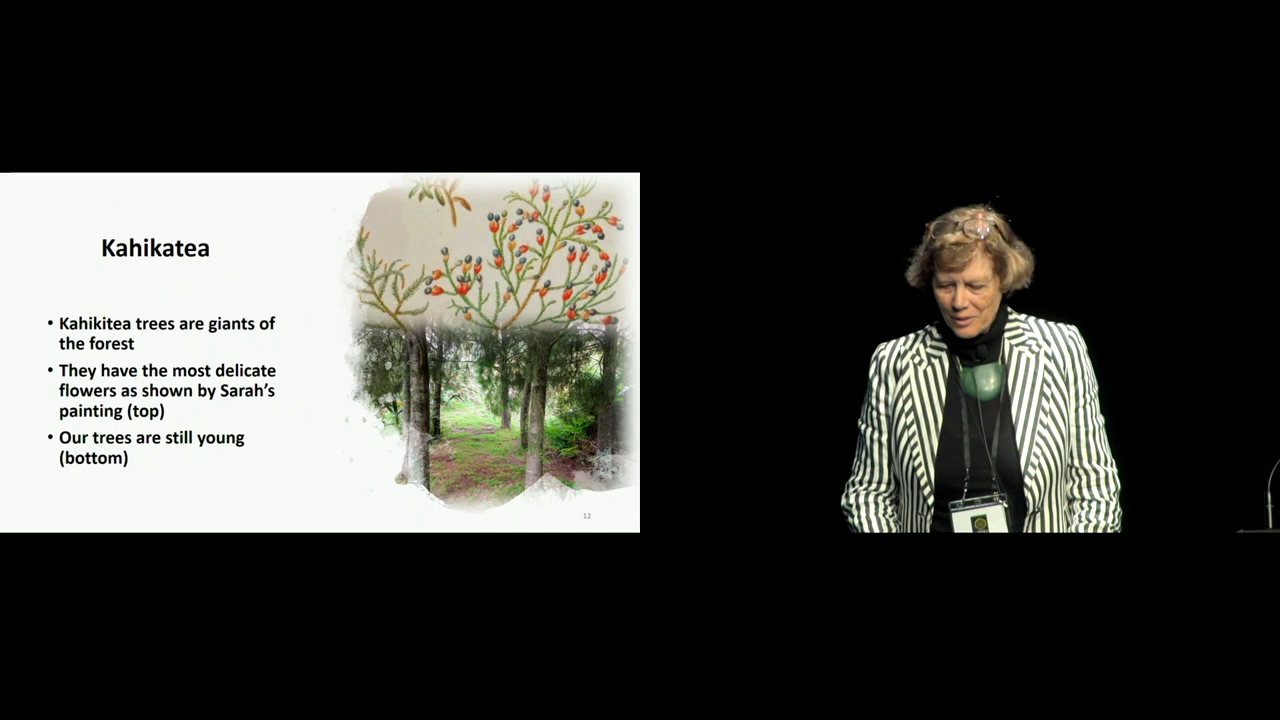 Kahikatea
• Kahikitea trees are giants of
the forest
• They have the most delicate
flowers as shown by Sarah's
painting (top)
• Our trees are still young
(bottom)
12